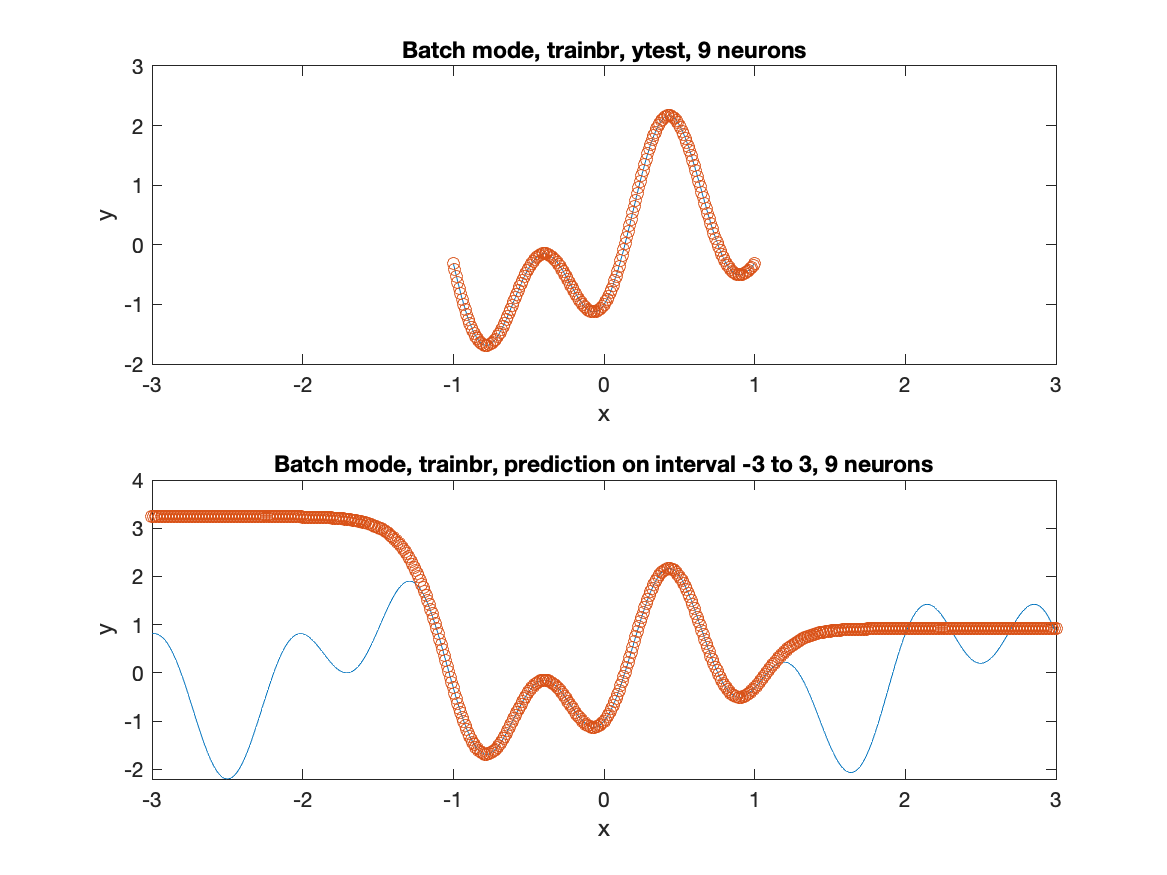 Batch mode, trainbr, ytest, 9 neurons
3
2
1
0
-1
-2
y
-3 -2 -1 0 1 2 3
x
Batch mode, trainbr, prediction on interval -3 to 3, 9 neurons
4
3
2
1
0
-1
-2
y
-3 -2 -1 0 1 2 3
x